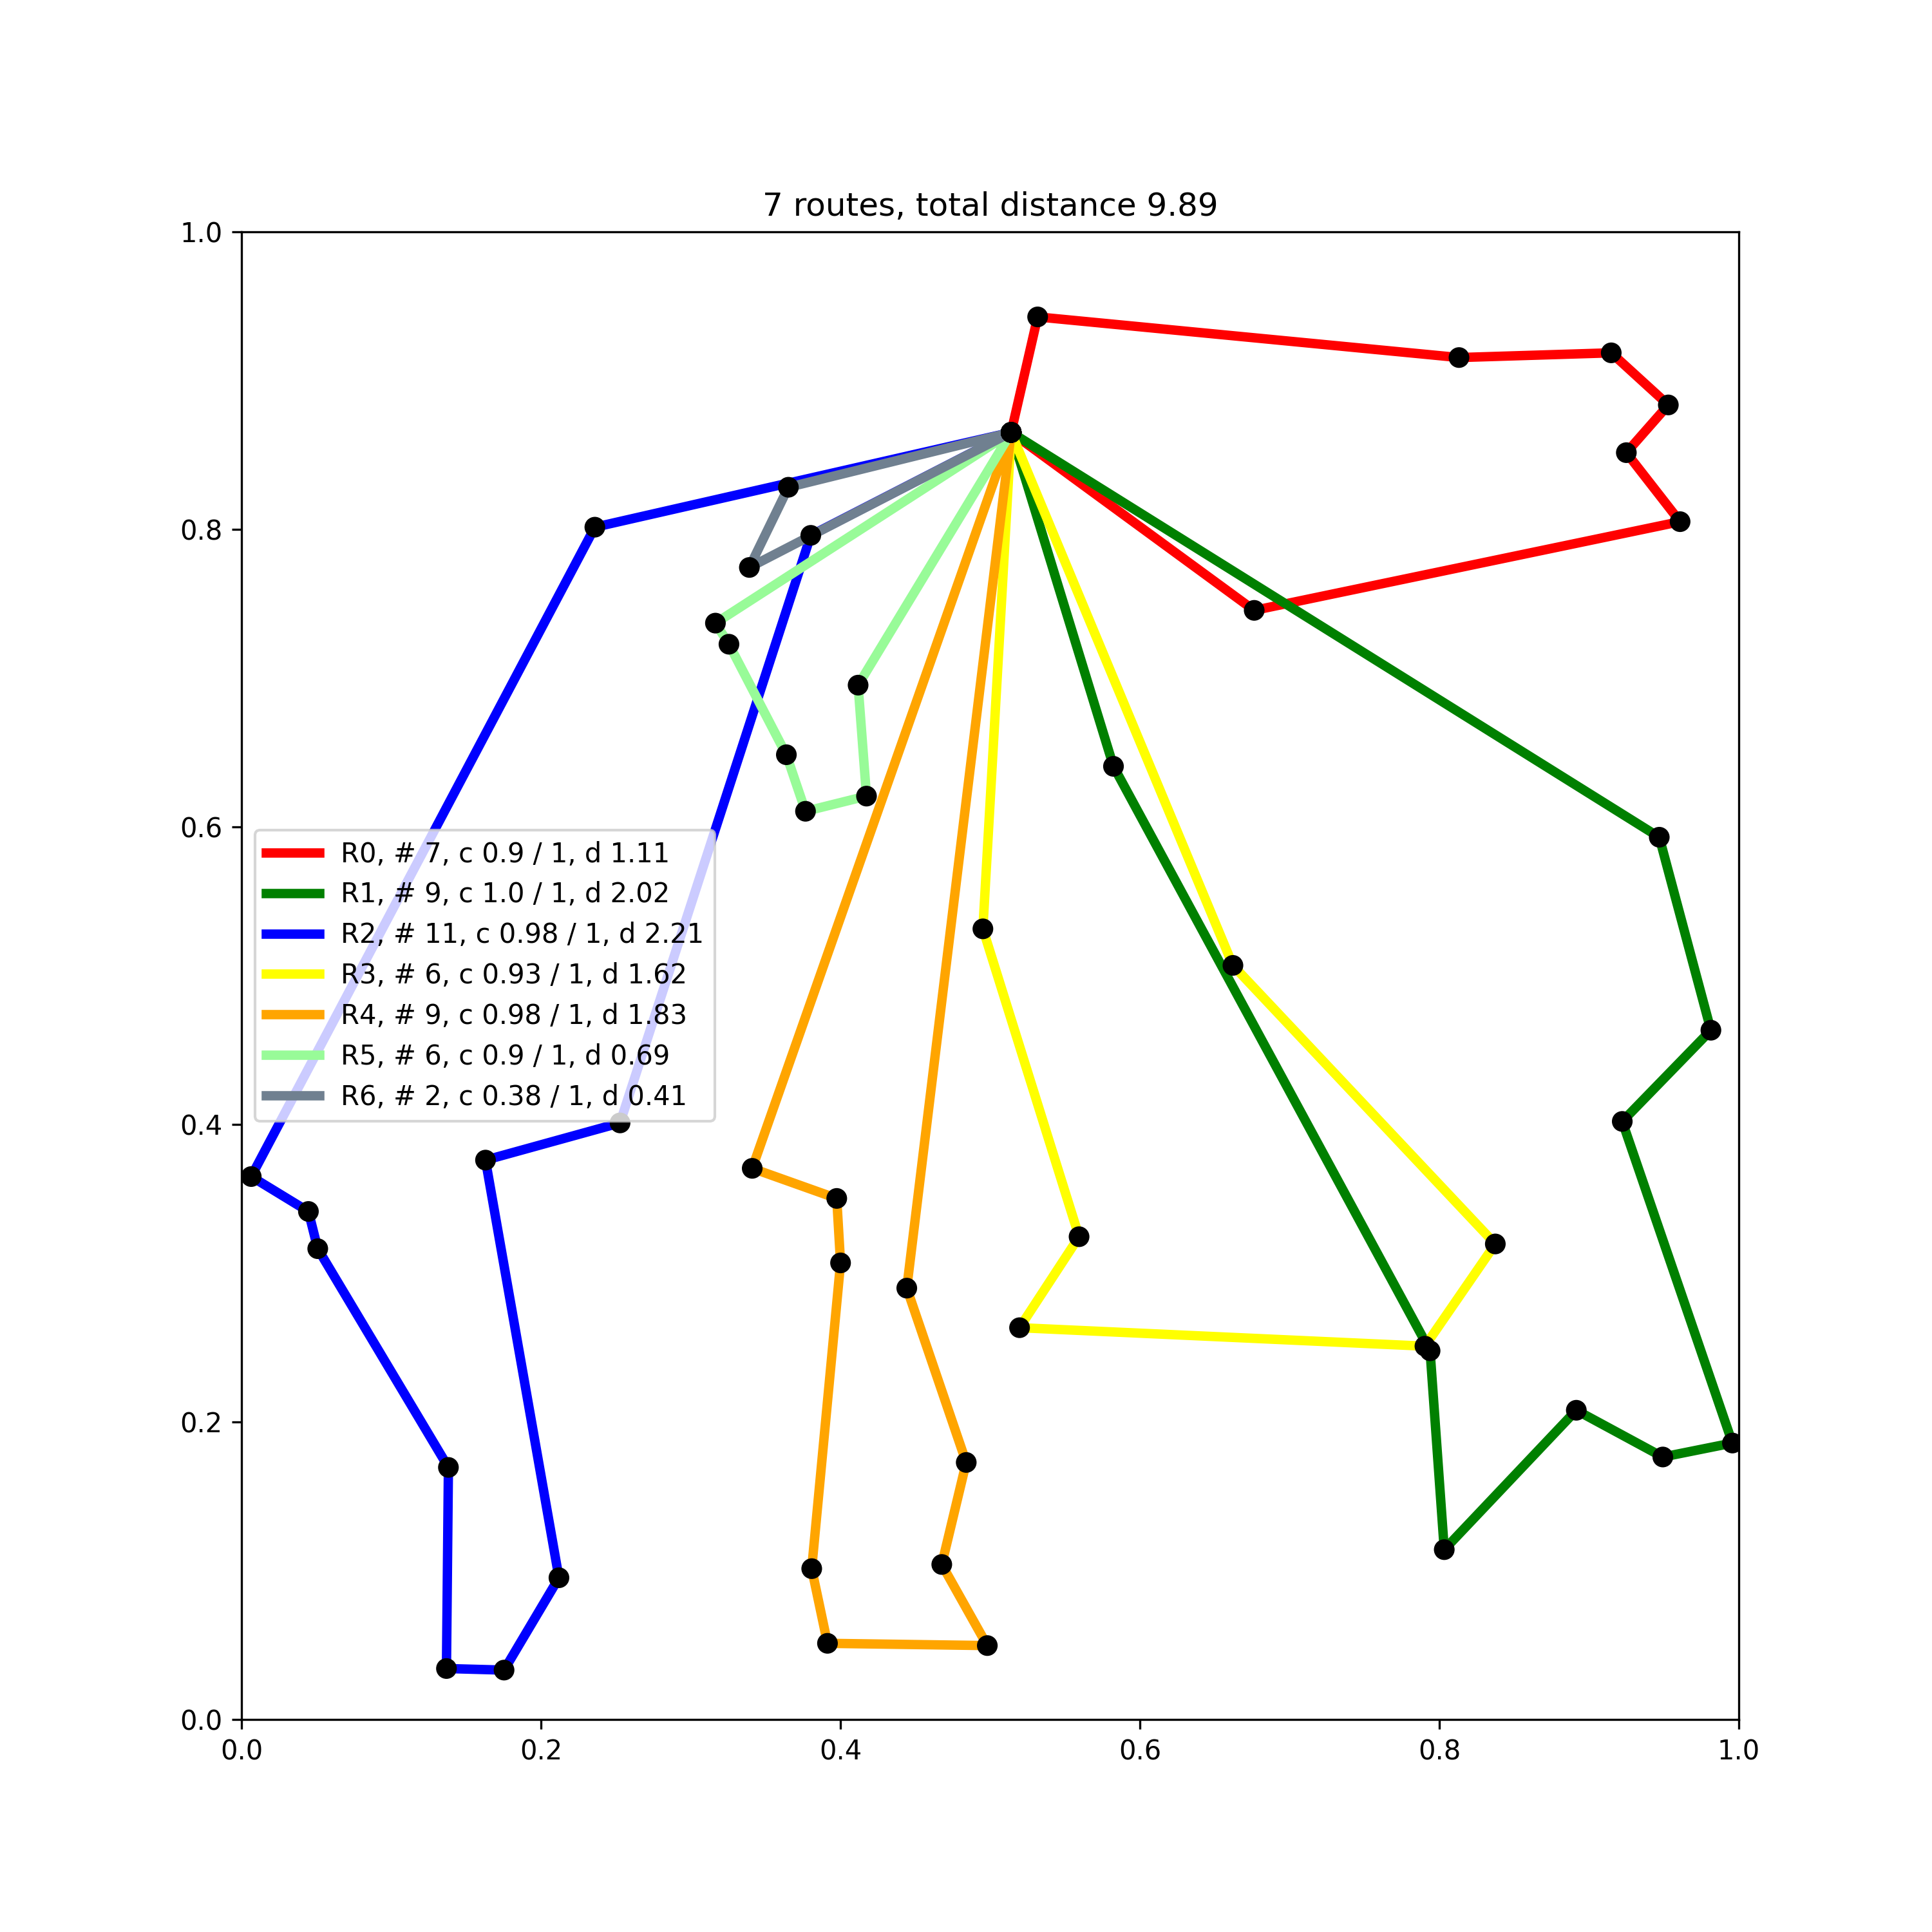 7 routes, total distance 9.89
1.0
0.8
0.6
0.4
0.2
0.0
R0, # 7, c 0.9 / 1, d 1.11
R1, # 9, c 1.0 / 1, d 2.02
R2, # 11, c 0.98 / 1, d 2.21
R3, # 6, c 0.93 / 1, d 1.62
R4, # 9, c 0.98 / 1, d 1.83
R5, # 6, c 0.9 / 1, d 0.69
R6, # 2, c 0.38 / 1, d 0.41
0.0 0.2 0.4 0.6 0.8 1.0